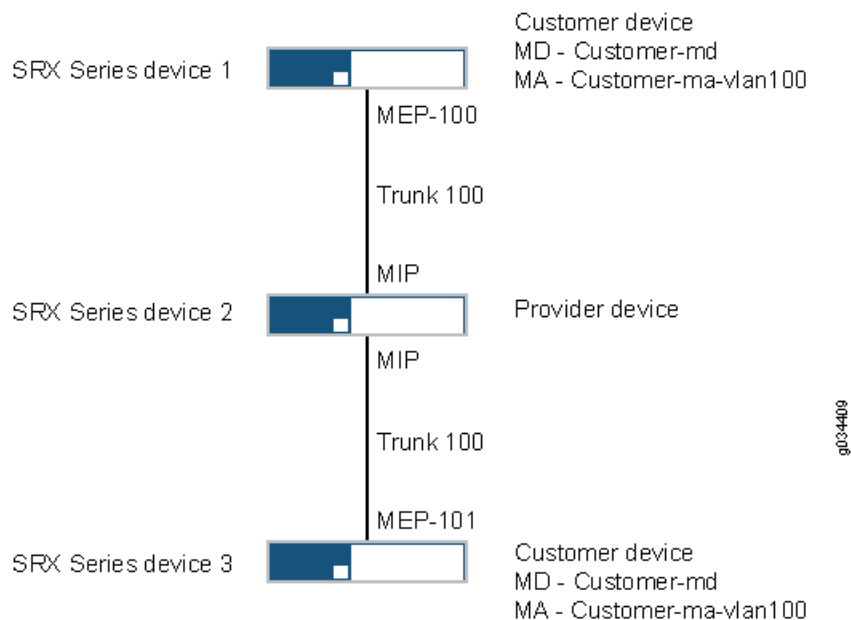 Customer device
MD - Customer-md
SRX Series device 1
MA - Customer-ma-vlan100
MEP-100
Trunk 100
MIP
SRX Series device 2
Provider device
MIP
g034409
Trunk 100
MEP-101
Customer device
SRX Series device 3
MD - Customer-md
MA - Customer-ma-vlan100